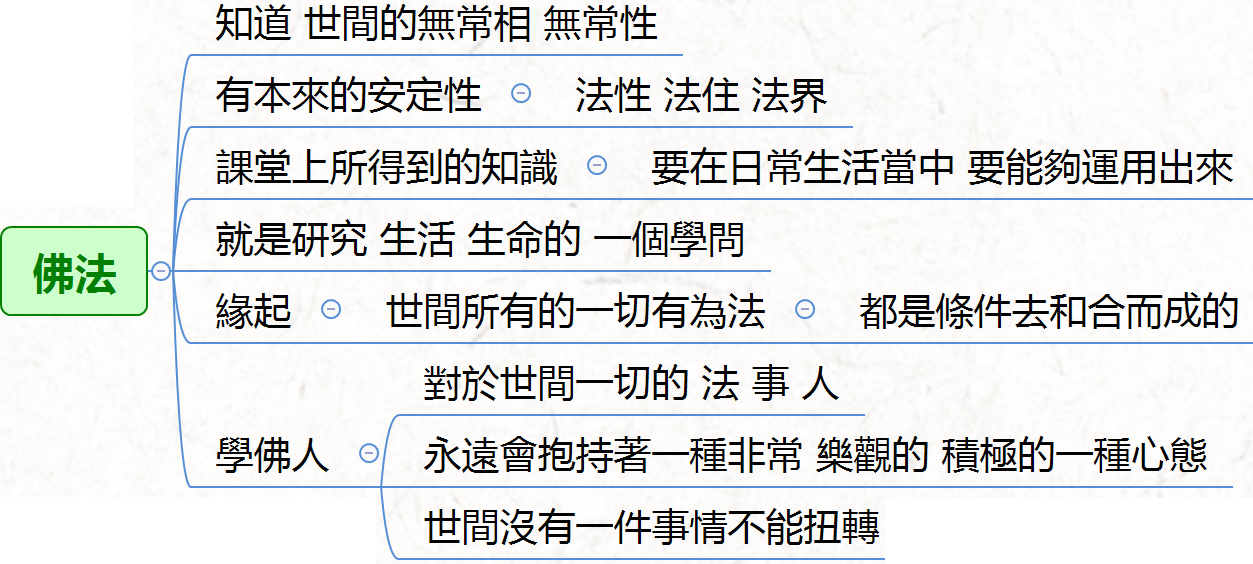 知道 世間的無常相 無常性
有本來的安定性 法性 法住 法界
課堂上所得到的知識 要在日常生活當中 要能夠運用出來
就是研究 生活 生命的 一個學問
佛法
緣起 世間所有的一切有為法 都是條件去和合而成的
對於世間一切的 法 事 人
學佛人 永遠會抱持著一種非常 樂觀的 積極的一種心態
世間沒有一件事情不能扭轉